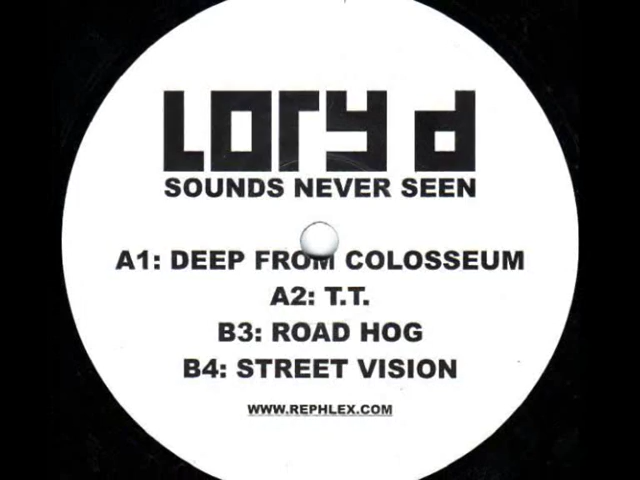 LORY d
SOUNDS NEVER SEEN
A1: DEEP FROM COLOSSEUM
A2: T.T.
B3: ROAD HOG
B4: STREET VISION
WWW.REPHLEX.COM